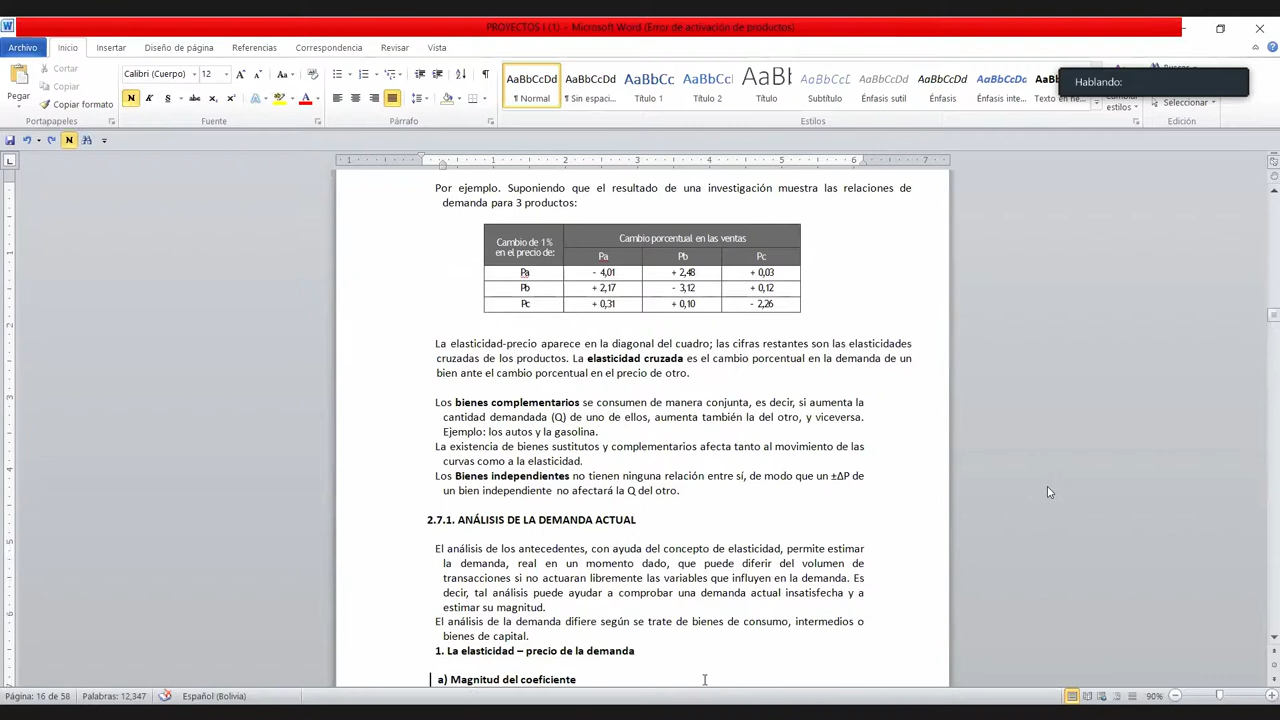 PROYECTOS I (1) - Microsoft Word (Error de activación de productos)
Archivo Inicio Insertar Diseño de página Referencias Correspondencia Revisar Vista
Hablando:
Pegar
Cortar
Copiar
Copiar formato
Portapapeles
Calibri (Cuerpo) 12
Fuente
Párrafo
AaBbCcDd AaBbCcDd AaBbCc AaBbCc AaBb AaBbCcDd AaBbCcDd AaBbCcDd AaBbCcDd
¶ Normal ¶ Sin espaci... Título 1 Título 2 Título Subtítulo Énfasis sutil Énfasis Énfasis inte...
Estilos
estilos
Seleccionar
Edición
Por ejemplo. Suponiendo que el resultado de una investigación muestra las relaciones de
demanda para 3 productos:
Cambio de 1%
en el precio de:
Cambio porcentual en las ventas
Pa Pb Pc
Pa - 4,01 + 2,48 + 0,03
Pb + 2,17 - 3,12 + 0,12
Pc + 0,31 + 0,10 - 2,26
La elasticidad-precio aparece en la diagonal del cuadro; las cifras restantes son las elasticidades
cruzadas de los productos. La elasticidad cruzada es el cambio porcentual en la demanda de un
bien ante el cambio porcentual en el precio de otro.
Los bienes complementarios se consumen de manera conjunta, es decir, si aumenta la
cantidad demandada (Q) de uno de ellos, aumenta también la del otro, y viceversa.
Ejemplo: los autos y la gasolina.
La existencia de bienes sustitutos y complementarios afecta tanto al movimiento de las
curvas como a la elasticidad.
Los Bienes independientes no tienen ninguna relación entre sí, de modo que un ±ΔP de
un bien independiente no afectará la Q del otro.
2.7.1. ANÁLISIS DE LA DEMANDA ACTUAL
El análisis de los antecedentes, con ayuda del concepto de elasticidad, permite estimar
la demanda, real en un momento dado, que puede diferir del volumen de
transacciones si no actuaran libremente las variables que influyen en la demanda. Es
decir, tal análisis puede ayudar a comprobar una demanda actual insatisfecha y a
estimar su magnitud.
El análisis de la demanda difiere según se trate de bienes de consumo, intermedios o
bienes de capital.
1. La elasticidad – precio de la demanda
a) Magnitud del coeficiente
Página: 16 de 58 Palabras: 12,347 Español (Bolivia) 90%